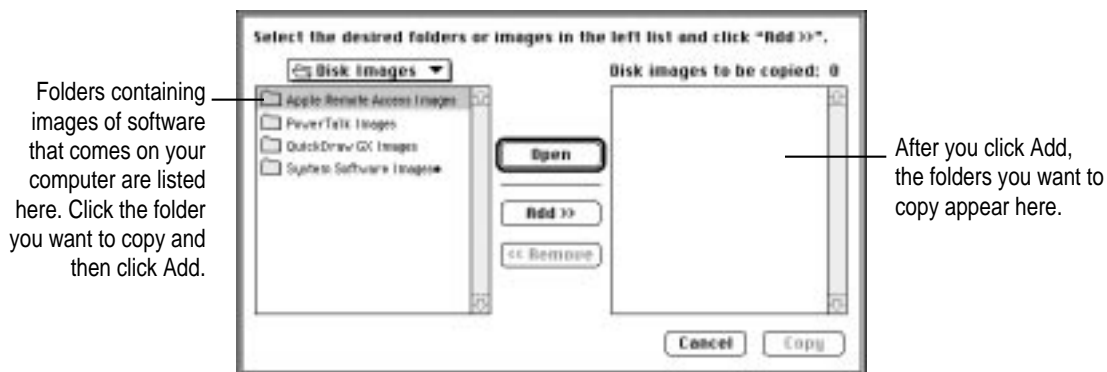 Select the desired folders or images in the left list and click “Add >>”.
Disk Images
Disk images to be copied: 0
Folders containing
images of software
that comes on your
computer are listed
here. Click the folder
you want to copy and
then click Add.
Apple Remote Access Images
PowerTalk Images
QuickDraw GX Images
System Software Images•
Open
Add >>
<< Remove
After you click Add,
the folders you want to
copy appear here.
Cancel
Copy